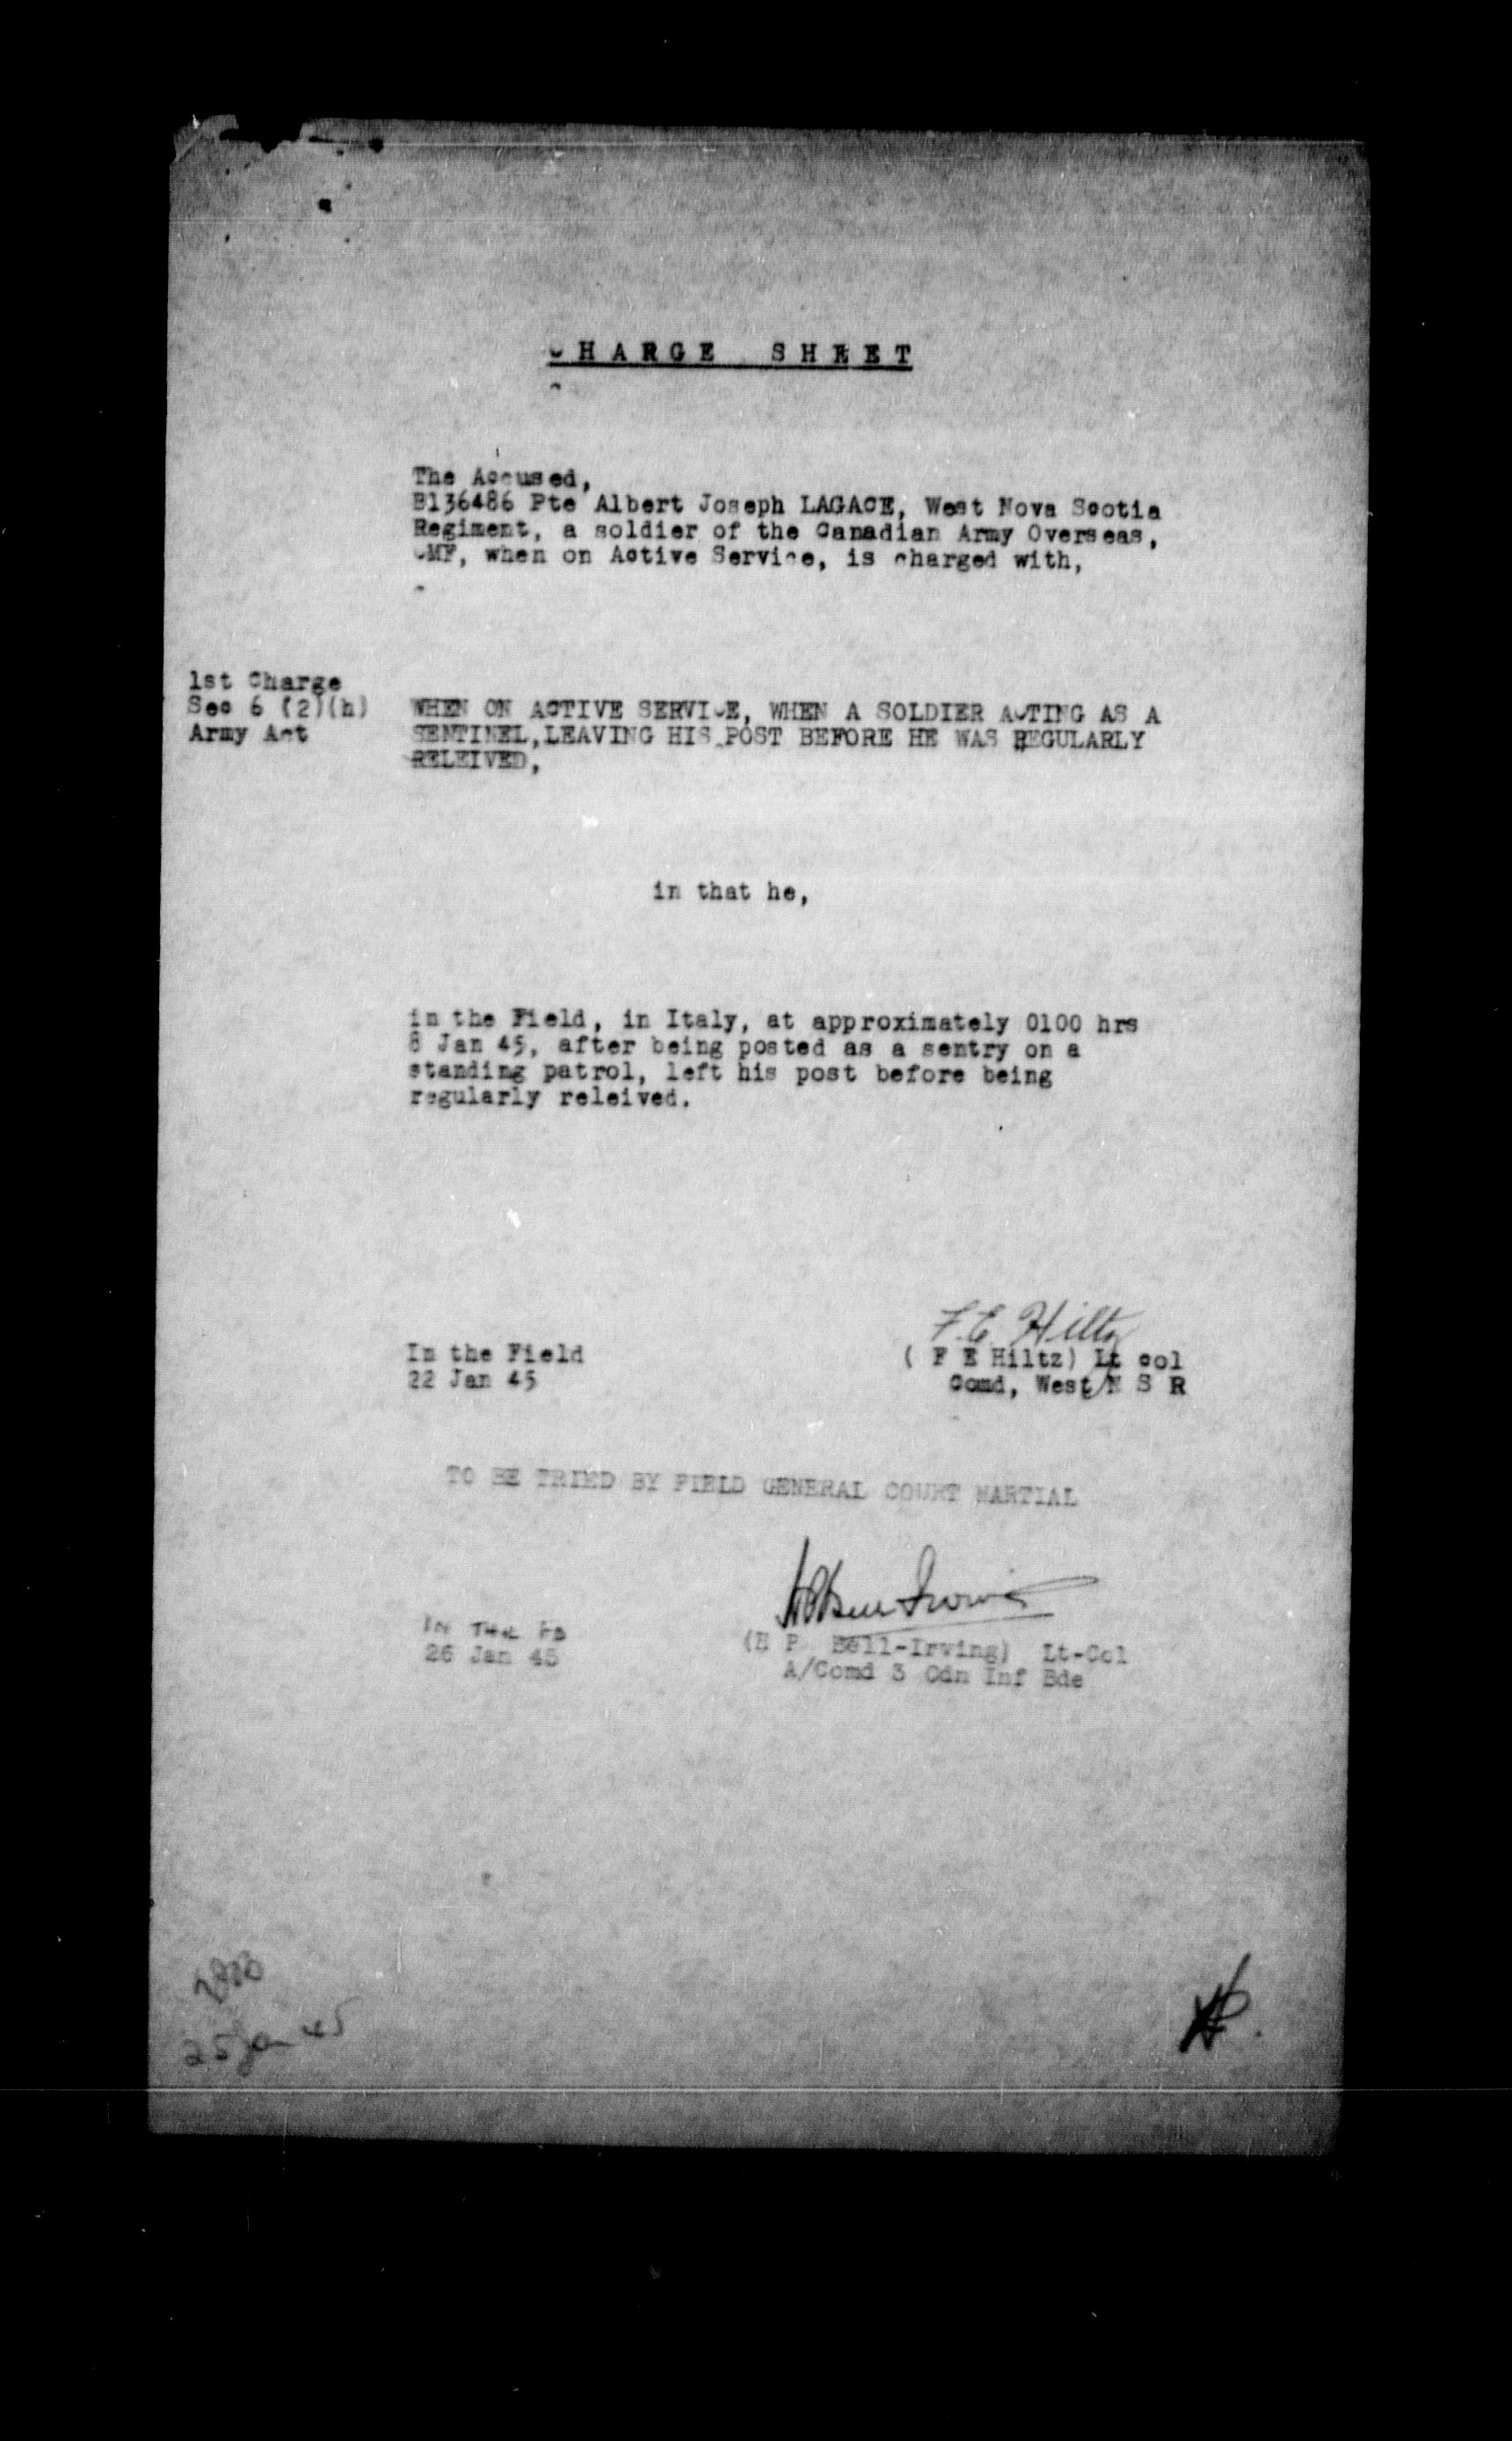 CHARGE SHEET
The Accused,
B136486 Pte Albert Joseph LAGACE, West Nova Scotia
Regiment, a soldier of the Canadian Army Overseas,
CMF, when on Active Service, is charged with,
1st Charge
Sec 6 (2)(h)
Army Act
WHEN ON ACTIVE SERVICE, WHEN A SOLDIER ACTING AS A
SENTINEL, LEAVING HIS POST BEFORE HE WAS REGULARLY
RELEIVED,
in that he,
in the Field, in Italy, at approximately 0100 hrs
8 Jan 45, after being posted as a sentry on a
standing patrol, left his post before being
regularly releived.
F.E. Hiltz
In the Field
22 Jan 45
( F E Hiltz) Lt col
Comd, West N S R
TO BE TRIED BY FIELD GENERAL COURT MARTIAL
HPBell-Irving
IN THE FD
26 Jan 45
(H P Bell-Irving) Lt-Col
A/Comd 3 Cdn Inf Bde
25 Jan 45